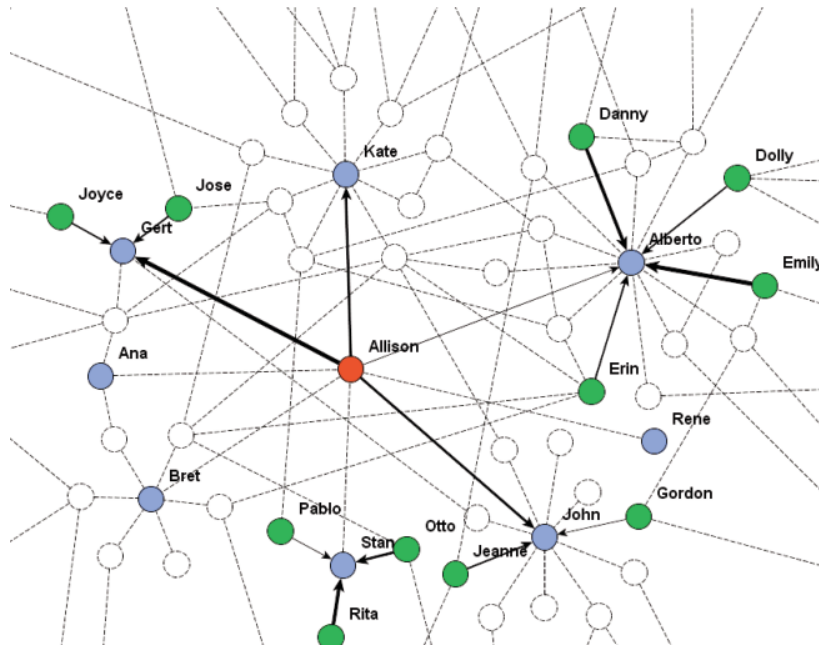 Danny
Kate
Dolly
Joyce
Jose
Gert
Alberto
Emily
Allison
Ana
Erin
Rene
Bret
Gordon
Pablo
Otto
John
Stan
Jeanne
Rita